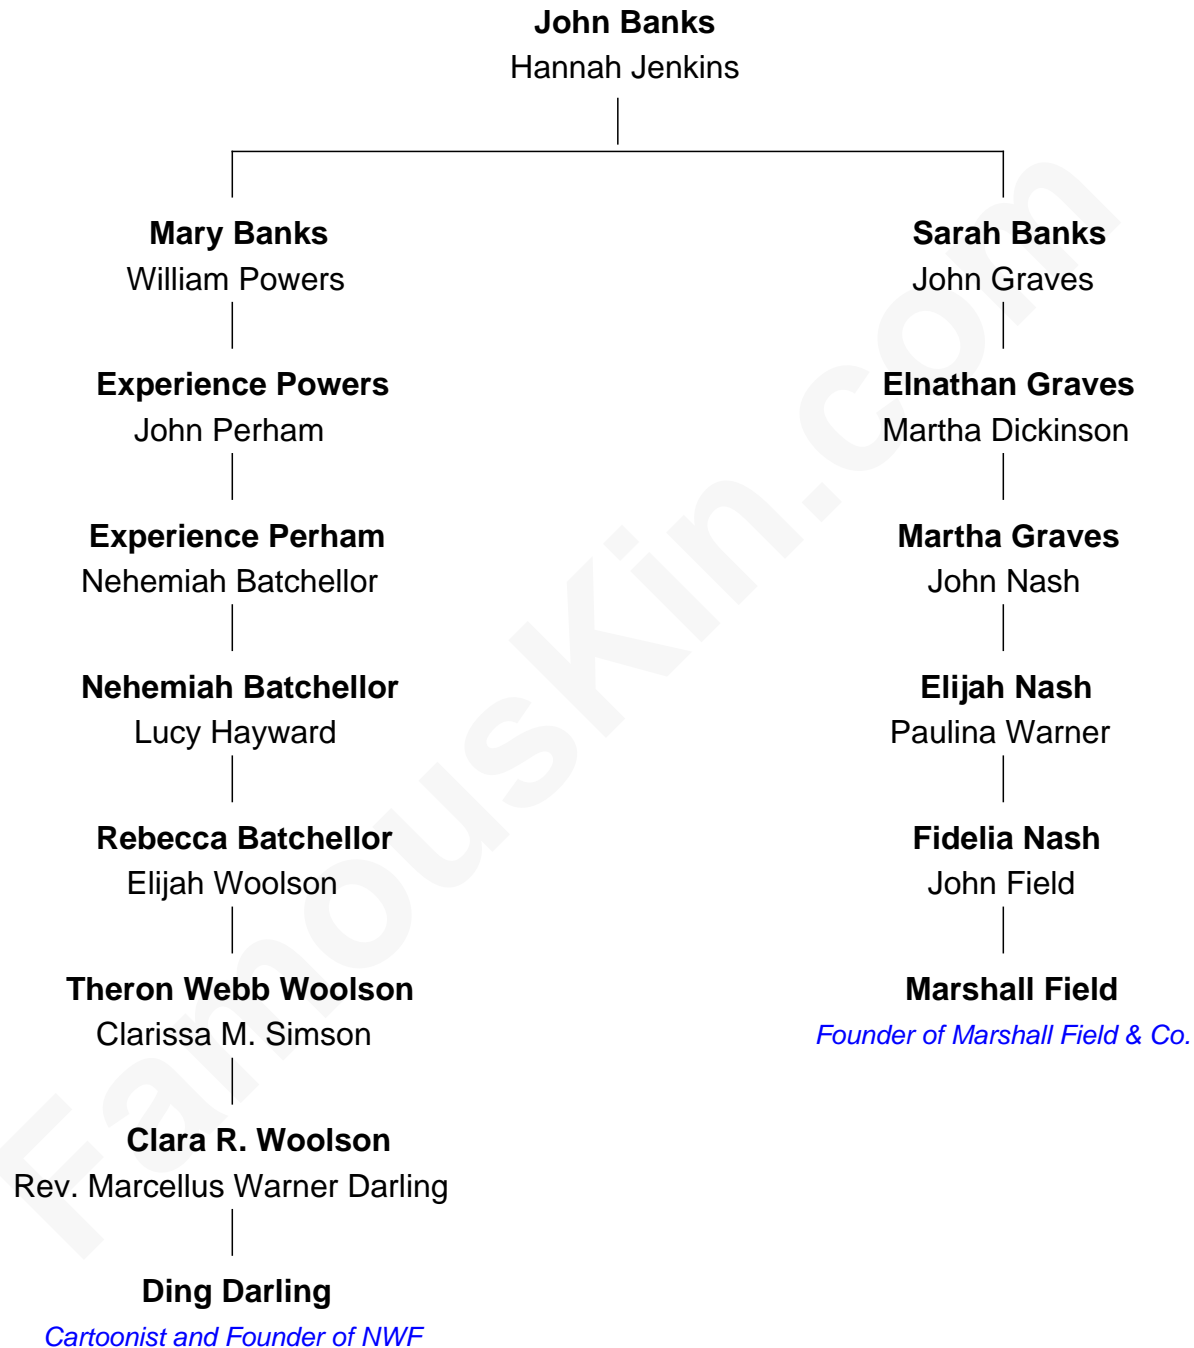 John Banks
Hannah Jenkins
Mary Banks
William Powers
Sarah Banks
John Graves
Experience Powers
John Perham
Elnathan Graves
Martha Dickinson
Experience Perham
Nehemiah Batchellor
Martha Graves
John Nash
Nehemiah Batchellor
Lucy Hayward
Elijah Nash
Paulina Warner
Rebecca Batchellor
Elijah Woolson
Fidelia Nash
John Field
Theron Webb Woolson
Clarissa M. Simson
Marshall Field
Founder of Marshall Field & Co.
Clara R. Woolson
Rev. Marcellus Warner Darling
Ding Darling
Cartoonist and Founder of NWF
FamousKin.com